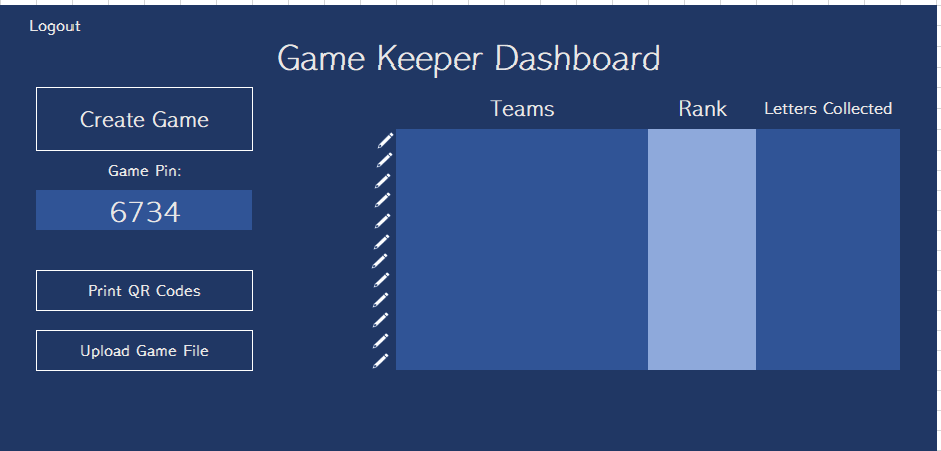 Logout
Game Keeper Dashboard
Create Game
Game Pin:
6734
Print QR Codes
Upload Game File
Teams
Rank
Letters Collected